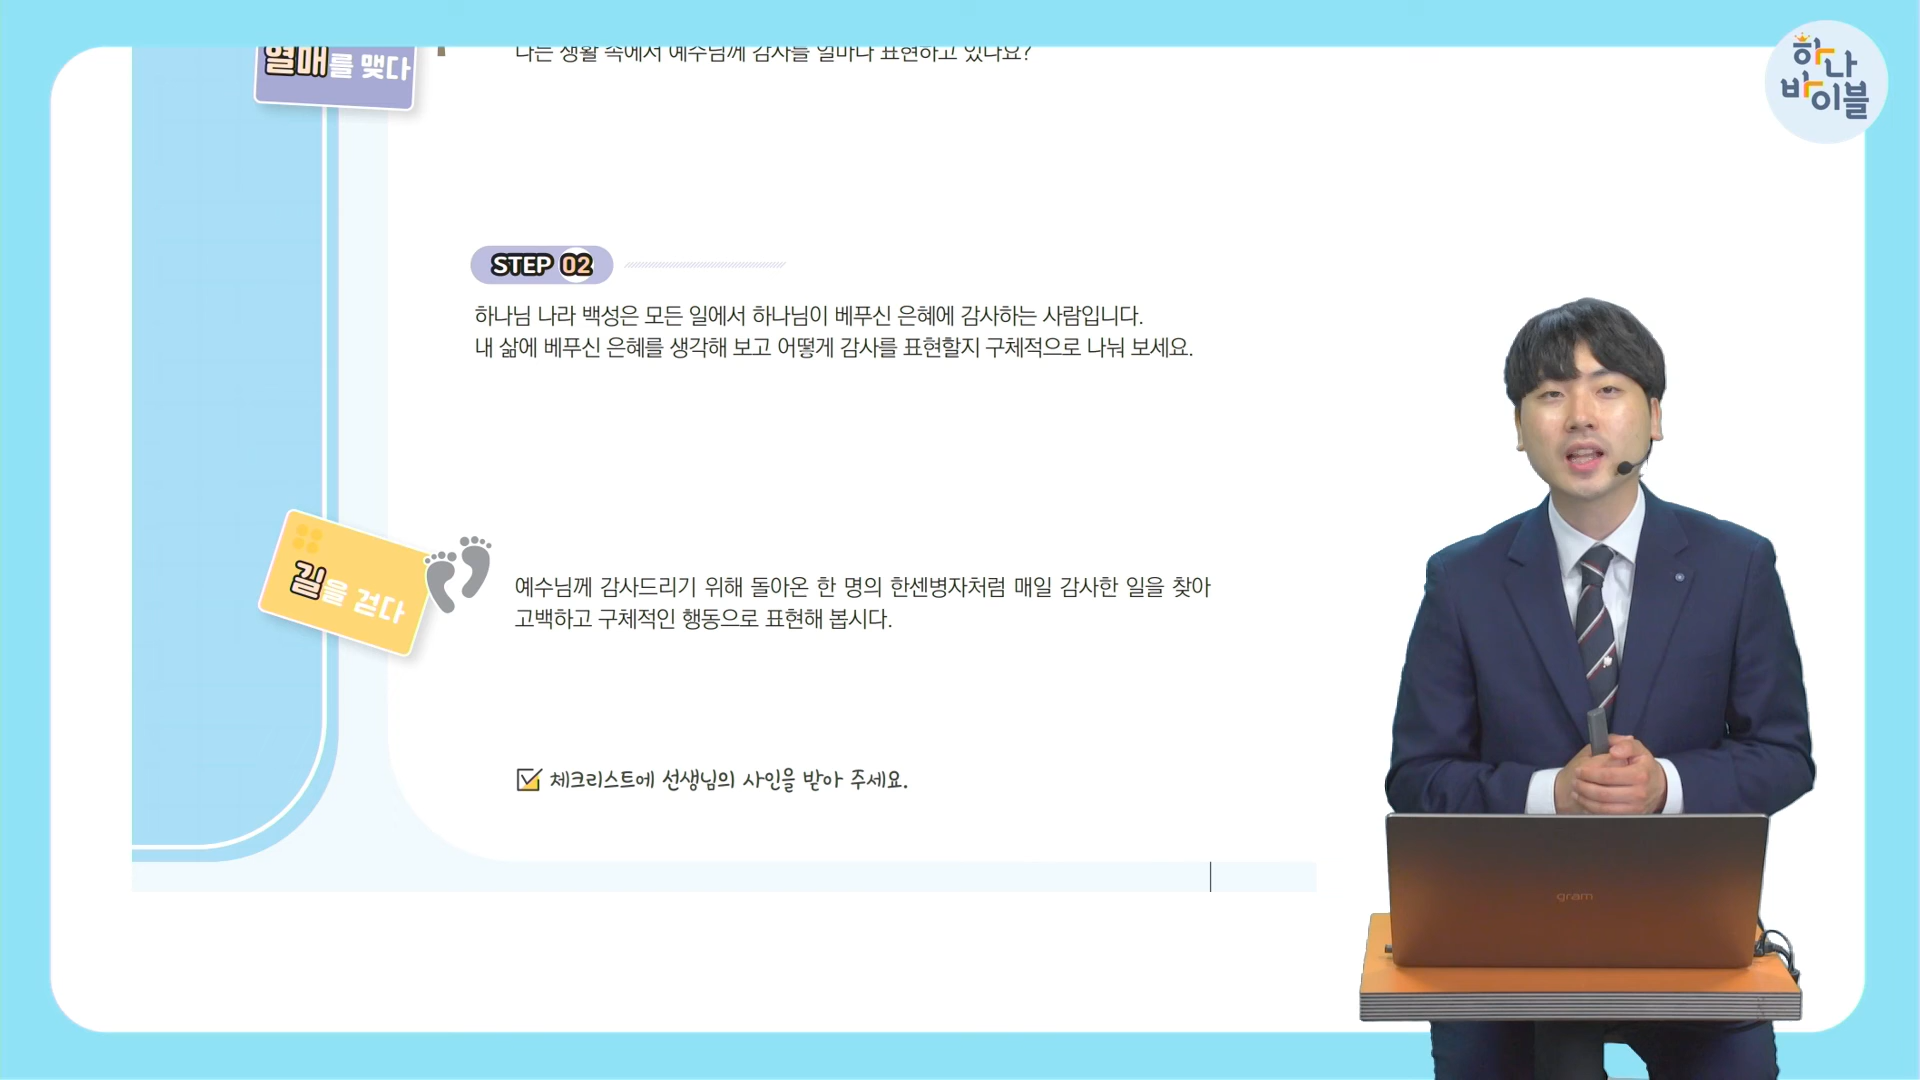 열매를 맺다
나는 생활 속에서 예수님께 감사를 얼마나 표현하고 있나요?
하나
바이블
STEP 02
하나님 나라 백성은 모든 일에서 하나님이 베푸신 은혜에 감사하는 사람입니다.
내 삶에 베푸신 은혜를 생각해 보고 어떻게 감사를 표현할지 구체적으로 나눠 보세요.
길을 걷다
예수님께 감사드리기 위해 돌아온 한 명의 한센병자처럼 매일 감사한 일을 찾아
고백하고 구체적인 행동으로 표현해 봅시다.
체크리스트에 선생님의 사인을 받아 주세요.
gram